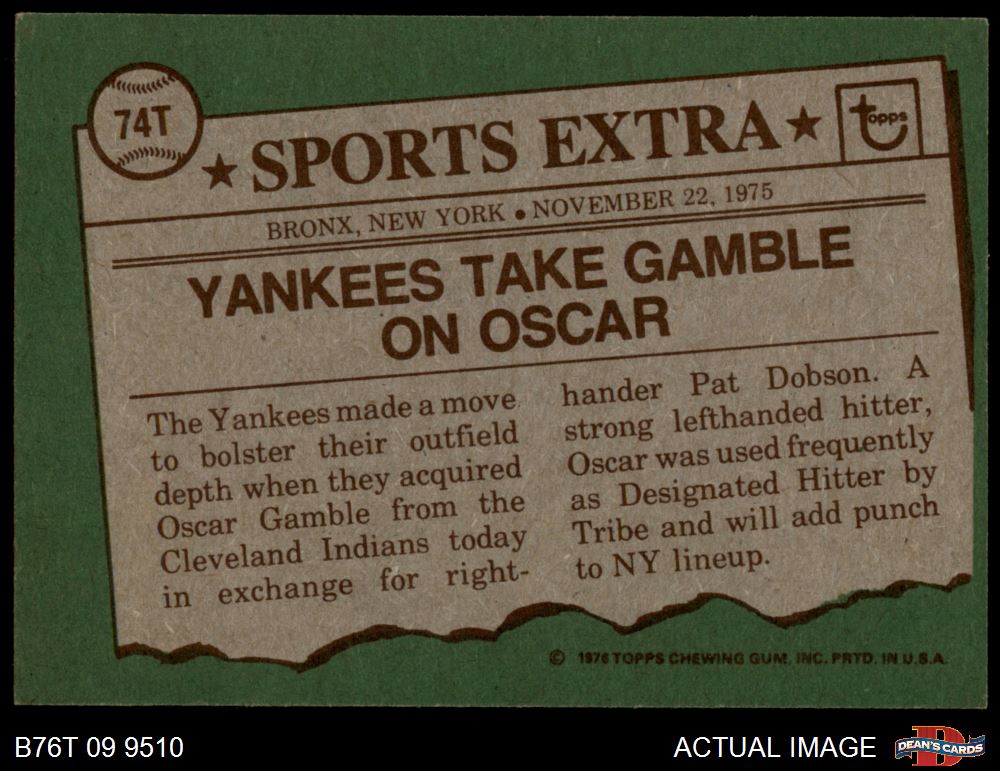 74T
★ SPORTS EXTRA ★
topps
BRONX, NEW YORK • NOVEMBER 22, 1975
YANKEES TAKE GAMBLE
ON OSCAR
The Yankees made a move
to bolster their outfield
depth when they acquired
Oscar Gamble from the
Cleveland Indians today
in exchange for right-
hander Pat Dobson. A
strong lefthanded hitter,
Oscar was used frequently
as Designated Hitter by
Tribe and will add punch
to NY lineup.
© 1976 TOPPS CHEWING GUM, INC. PRTD. IN U.S.A.
B76T 09 9510
ACTUAL IMAGE
D
DEAN'S CARDS